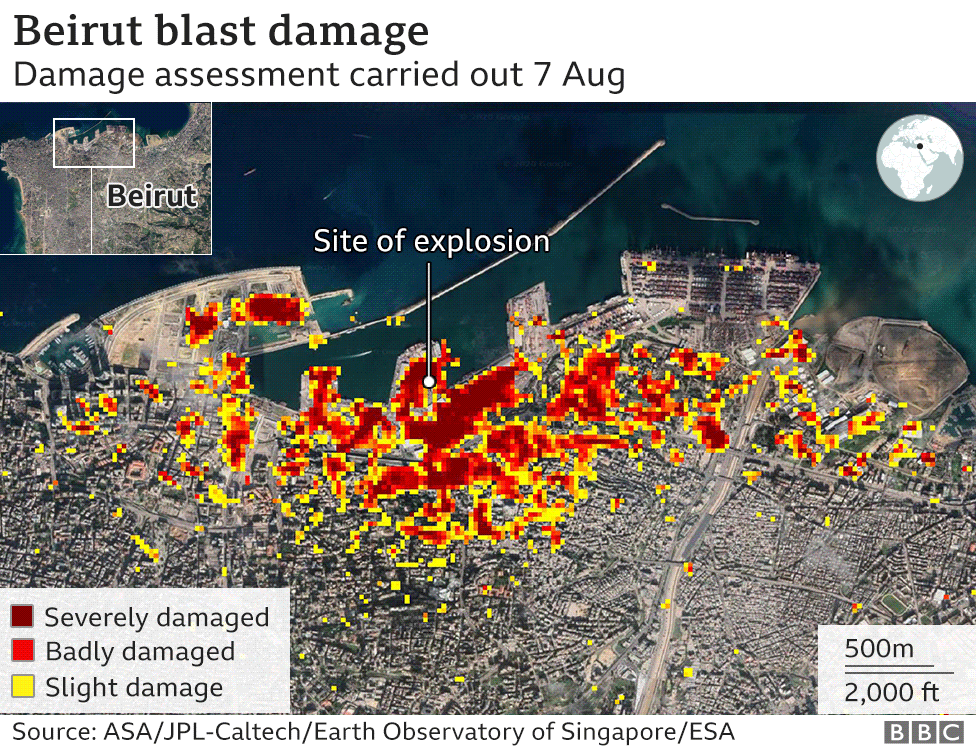 Beirut blast damage
Damage assessment carried out 7 Aug
Beirut
Site of explosion
Severely damaged
Badly damaged
Slight damage
500m
2,000 ft
Source: ASA/JPL-Caltech/Earth Observatory of Singapore/ESA
BBC